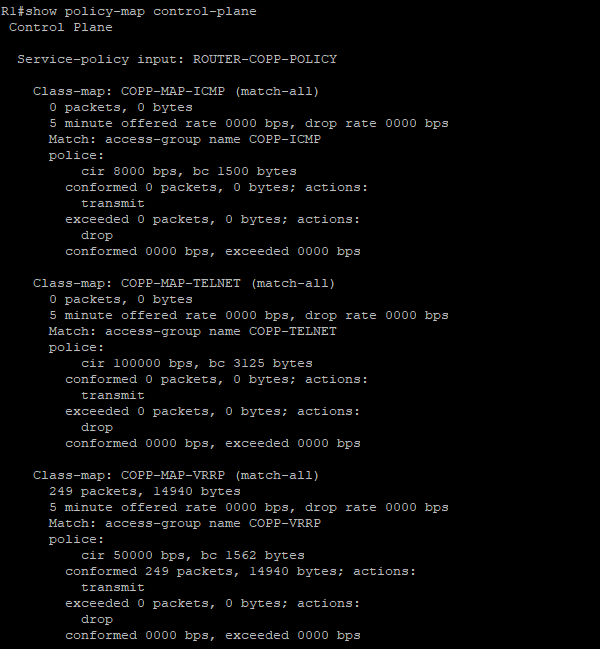 R1#show policy-map control-plane
Control Plane
Service-policy input: ROUTER-COPP-POLICY
Class-map: COPP-MAP-ICMP (match-all)
0 packets, 0 bytes
5 minute offered rate 0000 bps, drop rate 0000 bps
Match: access-group name COPP-ICMP
police:
cir 8000 bps, bc 1500 bytes
conformed 0 packets, 0 bytes; actions:
transmit
exceeded 0 packets, 0 bytes; actions:
drop
conformed 0000 bps, exceeded 0000 bps
Class-map: COPP-MAP-TELNET (match-all)
0 packets, 0 bytes
5 minute offered rate 0000 bps, drop rate 0000 bps
Match: access-group name COPP-TELNET
police:
cir 100000 bps, bc 3125 bytes
conformed 0 packets, 0 bytes; actions:
transmit
exceeded 0 packets, 0 bytes; actions:
drop
conformed 0000 bps, exceeded 0000 bps
Class-map: COPP-MAP-VRRP (match-all)
249 packets, 14940 bytes
5 minute offered rate 0000 bps, drop rate 0000 bps
Match: access-group name COPP-VRRP
police:
cir 50000 bps, bc 1562 bytes
conformed 249 packets, 14940 bytes; actions:
transmit
exceeded 0 packets, 0 bytes; actions:
drop
conformed 0000 bps, exceeded 0000 bps